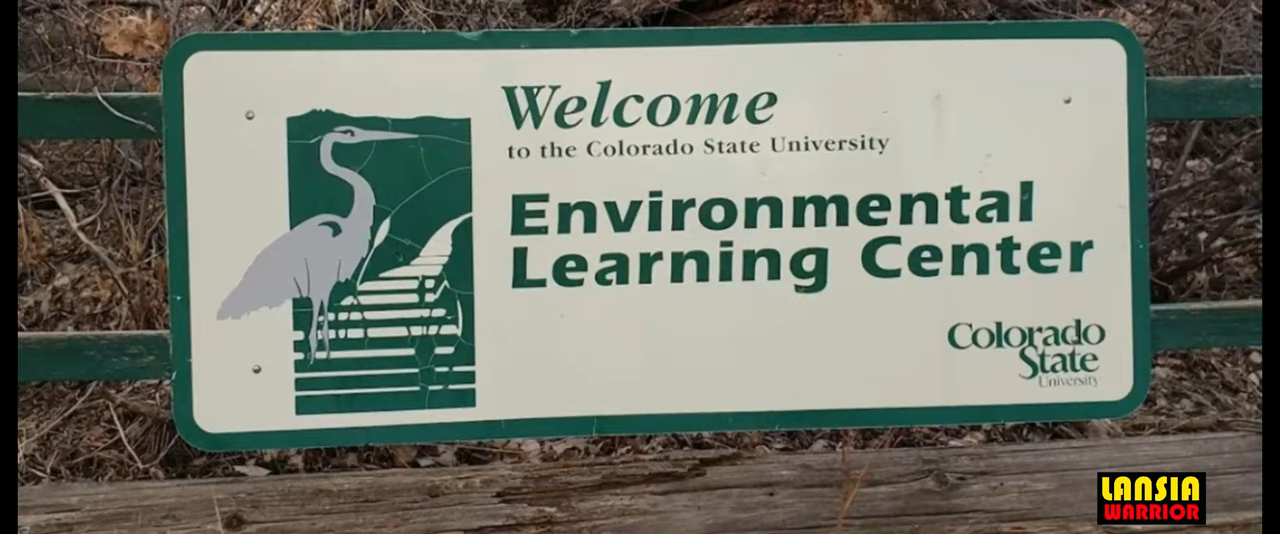 Welcome
to the Colorado State University
Environmental
Learning Center
Colorado
State
University
LANSIA
WARRIOR